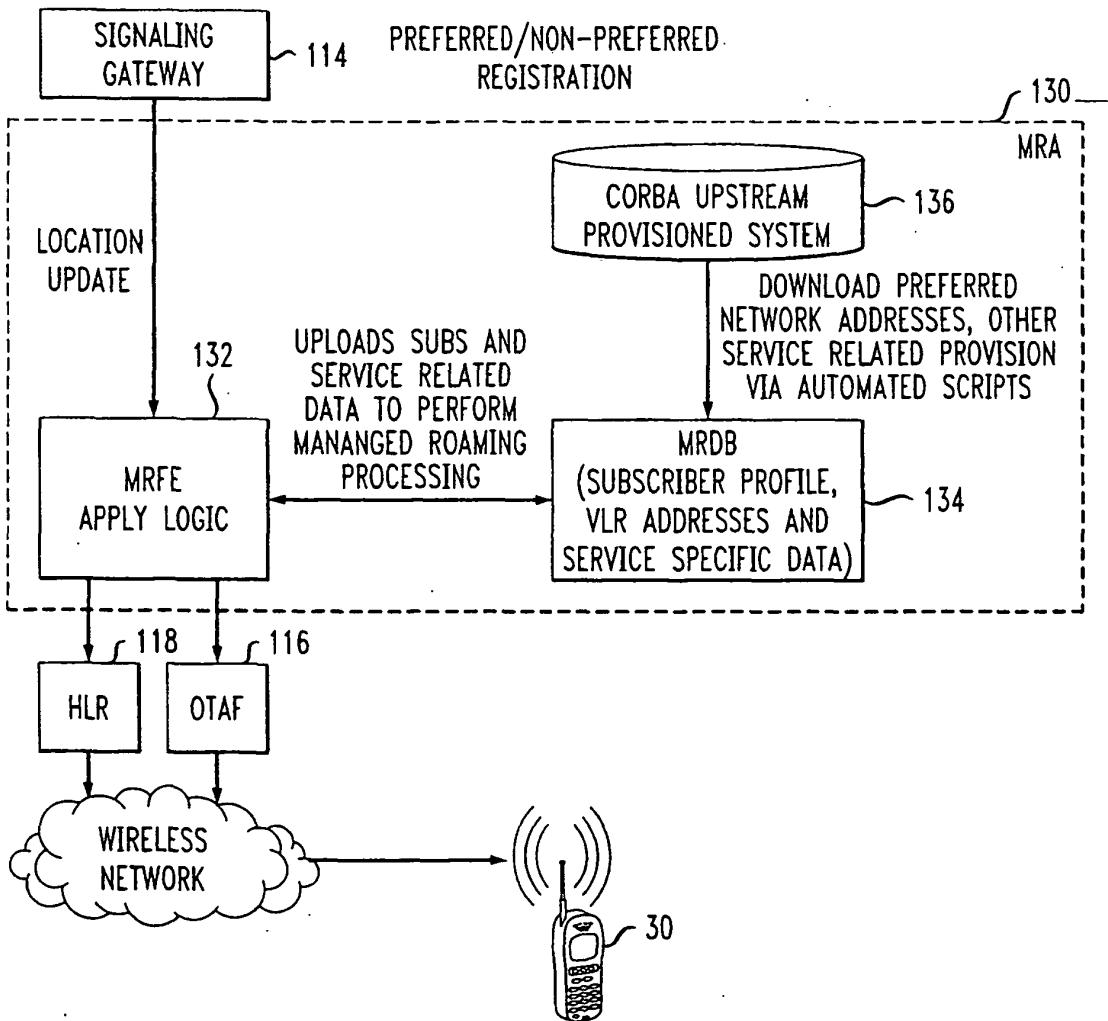 SIGNALING
GATEWAY
114
PREFERRED/NON-PREFERRED
REGISTRATION
130
MRA
CORBA UPSTREAM
PROVISIONED SYSTEM
136
LOCATION
UPDATE
DOWNLOAD PREFERRED
NETWORK ADDRESSES, OTHER
SERVICE RELATED PROVISION
VIA AUTOMATED SCRIPTS
UPLOADS SUBS AND
SERVICE RELATED
DATA TO PERFORM
MANANGED ROAMING
PROCESSING
132
MRFE
APPLY LOGIC
MRDB
(SUBSCRIBER PROFILE,
VLR ADDRESSES AND
SERVICE SPECIFIC DATA)
134
118
HLR
116
OTAF
WIRELESS
NETWORK
30